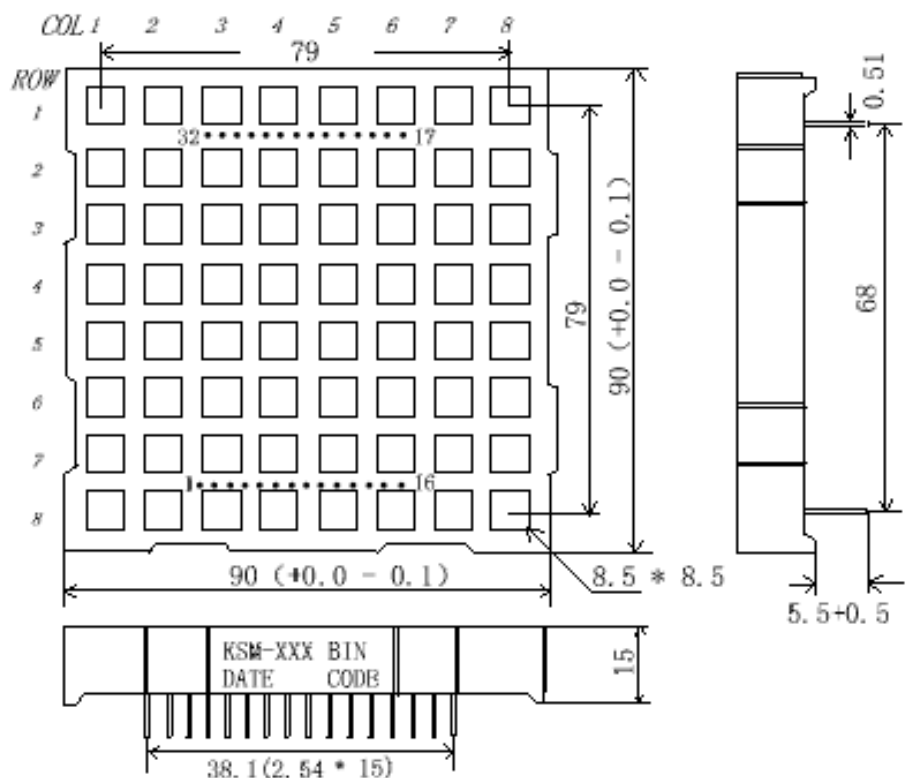 COL 1 2 3 4 5 6 7 8
79
ROW
1
32 17
2
3
4
5
6
7
1 16
8
79
90 (+0.0 - 0.1)
90 (+0.0 - 0.1)
8.5 * 8.5
0.51
68
5.5+0.5
KSM-XXX BIN
DATE CODE
15
38.1(2.54 * 15)